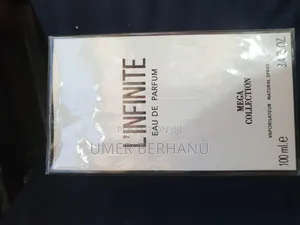 L'INFINITE
EAU DE PARFUM
MEGA
COLLECTION
VAPORISATEUR NATURAL SPRAY
100 ml.e 3.4 FL.OZ
UMER BERHANU